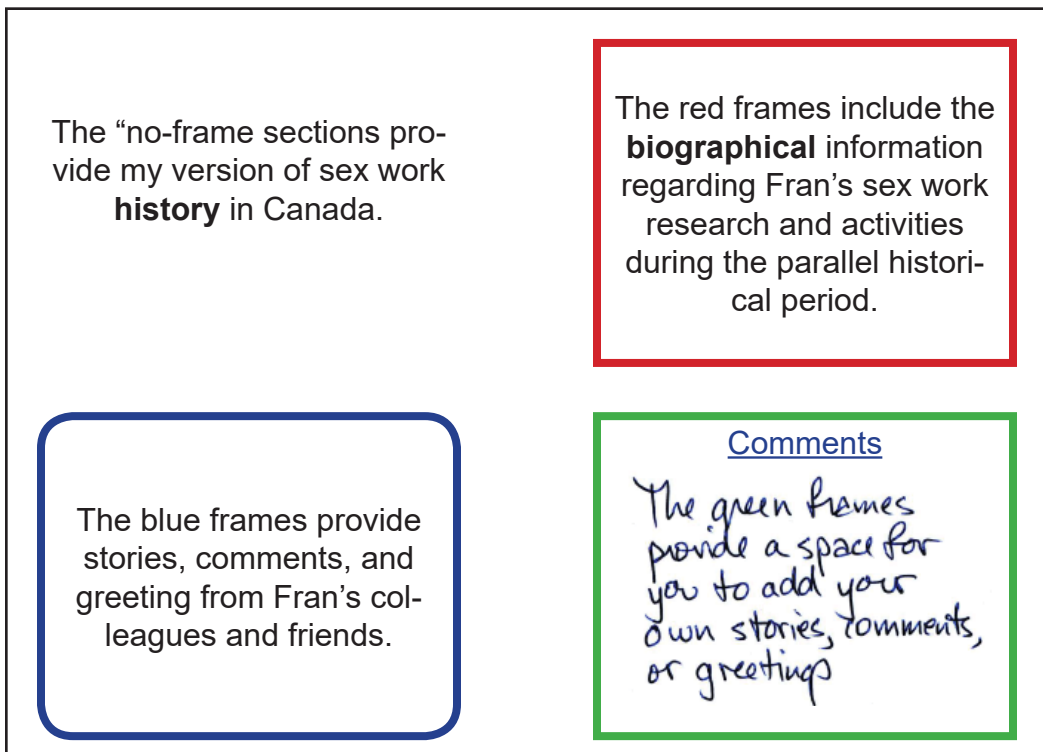 The “no-frame sections pro-
vide my version of sex work
history in Canada.
The red frames include the
biographical information
regarding Fran’s sex work
research and activities
during the parallel histori-
cal period.
The blue frames provide
stories, comments, and
greeting from Fran’s col-
leagues and friends.
Comments
The green frames
provide a space for
you to add your
own stories, comments,
or greetings